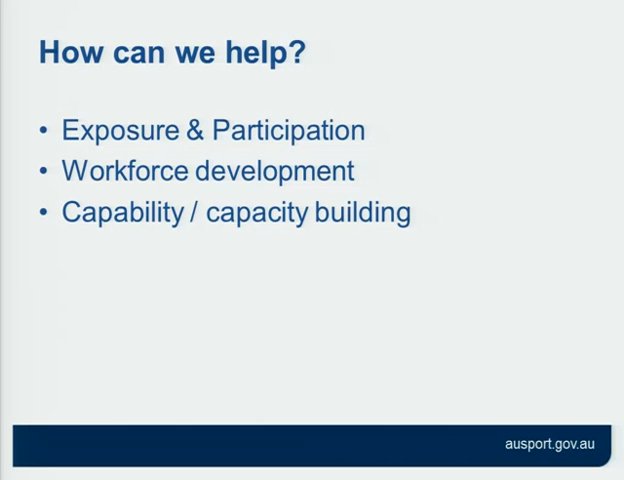 How can we help?
• Exposure & Participation
• Workforce development
• Capability / capacity building
ausport.gov.au